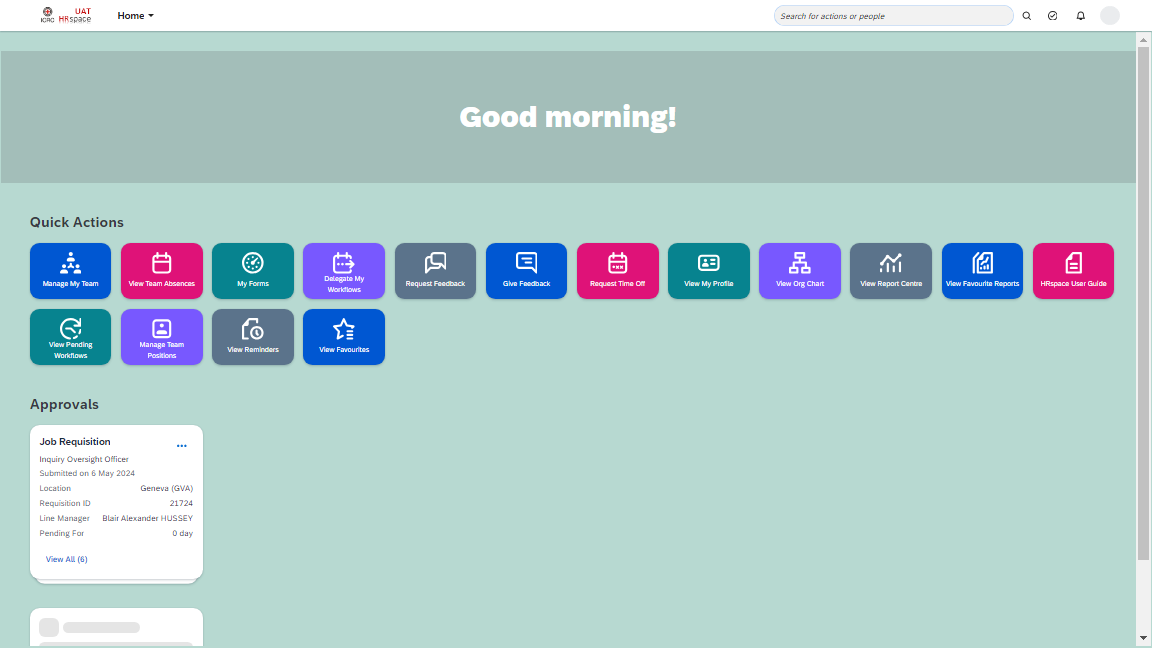 ICRC
UAT
HRspace
Home
Search for actions or people
Good morning!
Quick Actions
Manage My Team
View Team Absences
My Forms
Delegate My
Workflows
Request Feedback
Give Feedback
Request Time Off
View My Profile
View Org Chart
View Report Centre
View Favourite Reports
HRspace User Guide
View Pending
Workflows
Manage Team
Positions
View Reminders
View Favourites
Approvals
Job Requisition
Inquiry Oversight Officer
Submitted on 6 May 2024
Location Geneva (GVA)
Requisition ID 21724
Line Manager Blair Alexander HUSSEY
Pending For 0 day
View All (6)